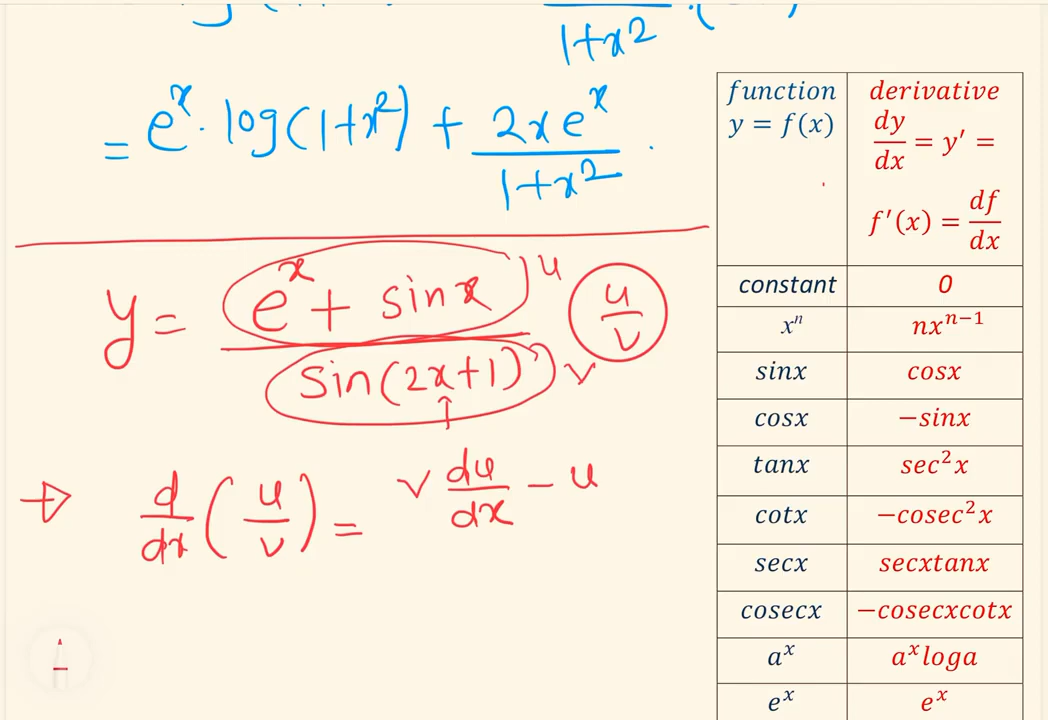 1+x²
= eˣ. log(1+x²) + 2xeˣ/1+x² .
y = eˣ + sinx / sin(2x+1)
u
v
u/v
→ d/dx (u/v) = v du/dx − u
function y = f(x) | derivative dy/dx = y′ = f′(x) = df/dx
constant | 0
xⁿ | nxⁿ⁻¹
sinx | cosx
cosx | −sinx
tanx | sec²x
cotx | −cosec²x
secx | secxtanx
cosecx | −cosecxcotx
aˣ | aˣloga
eˣ | eˣ